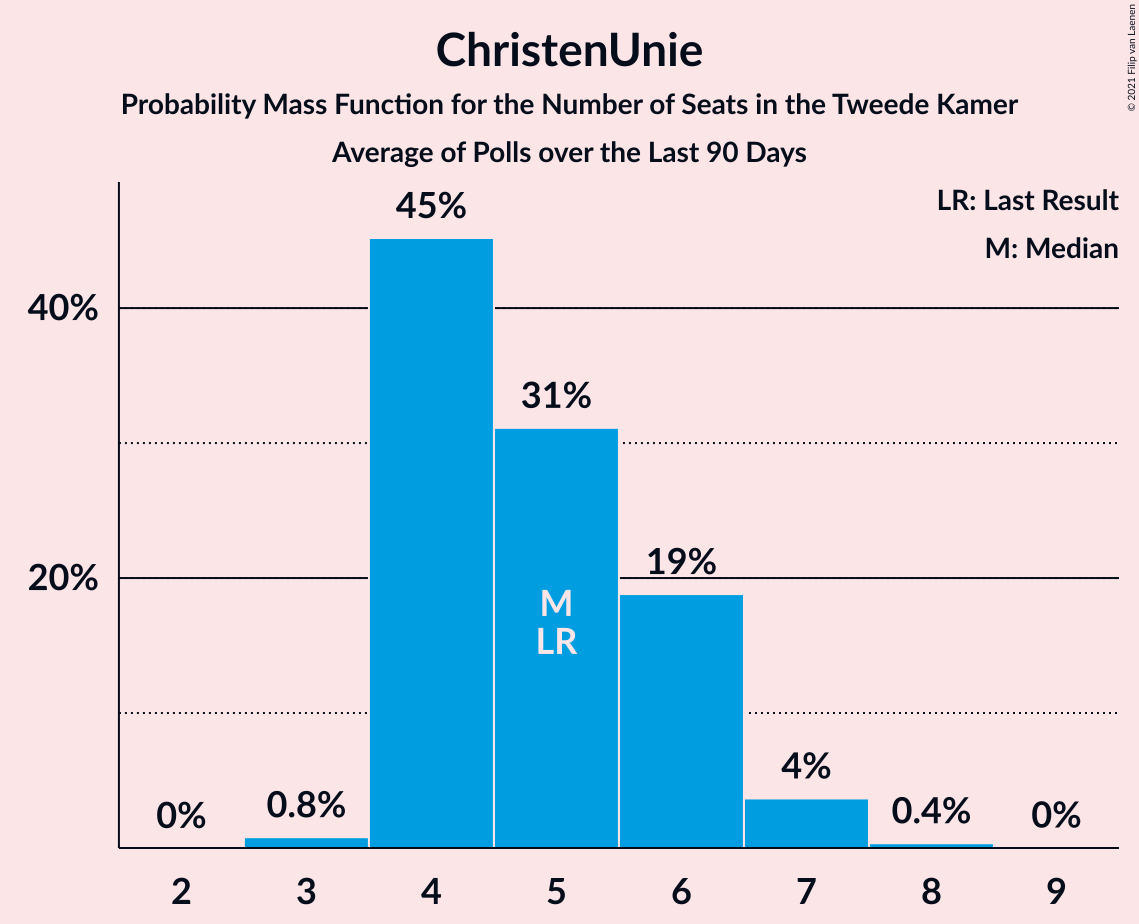 ChristenUnie
Probability Mass Function for the Number of Seats in the Tweede Kamer
Average of Polls over the Last 90 Days
© 2021 Filip van Laenen
LR: Last Result
M: Median
45%
40%
31%
20%
19%
M
LR
4%
0%
0.8%
0.4%
0%
2 3 4 5 6 7 8 9